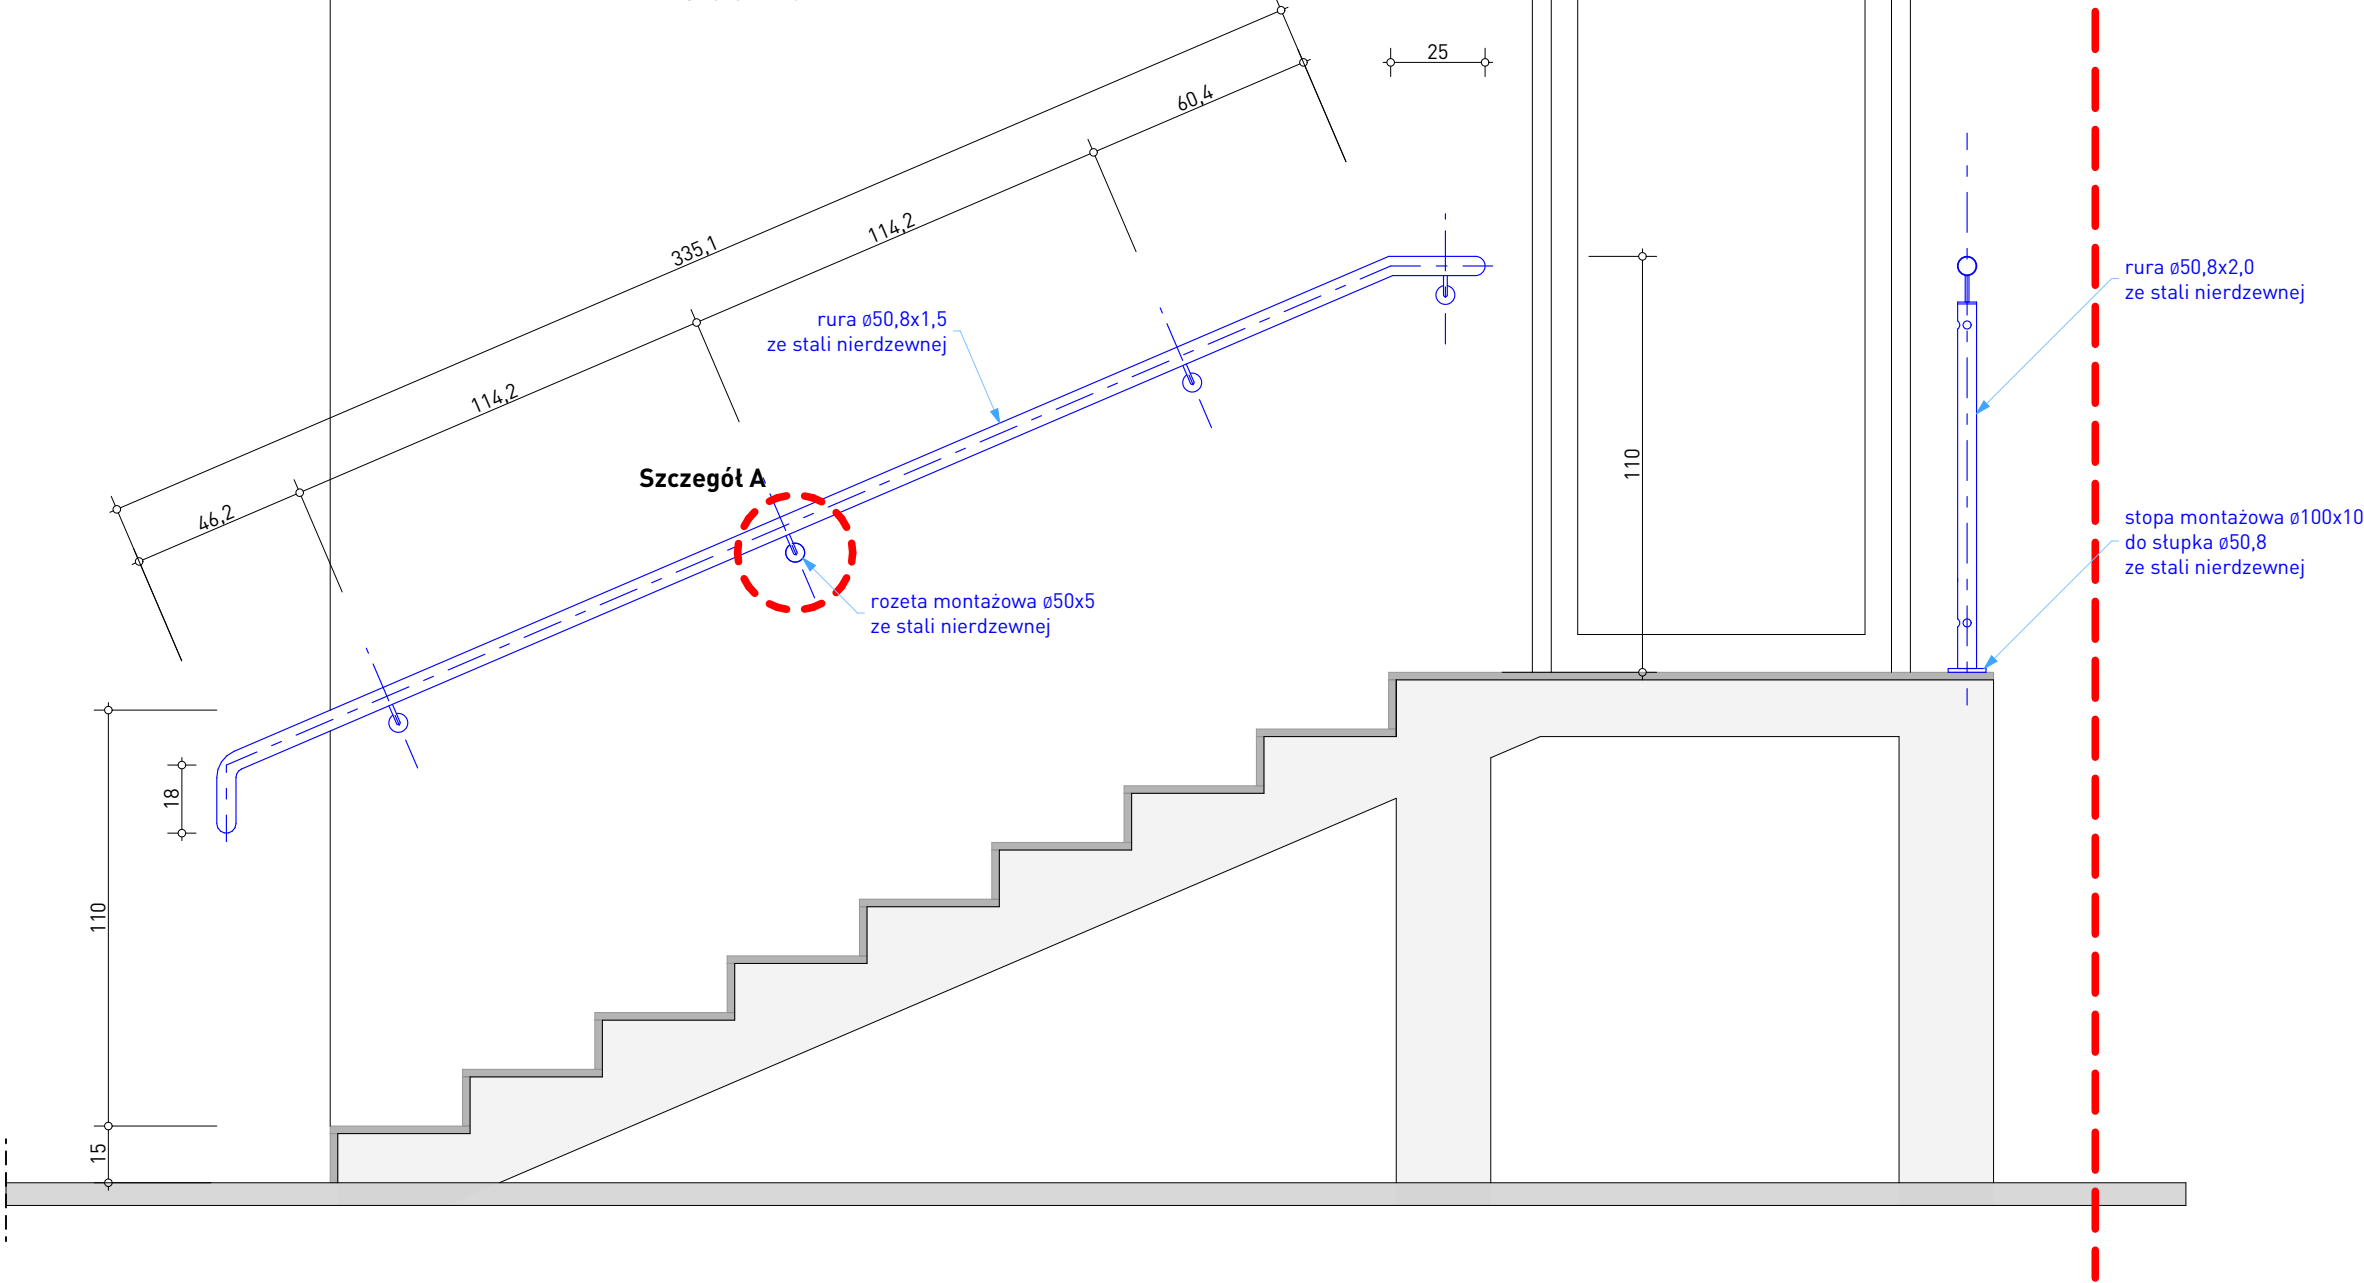 25
60,4
114,2
335,1
114,2
46,2
rura ø50,8x1,5
ze stali nierdzewnej
rura ø50,8x2,0
ze stali nierdzewnej
110
Szczegół A
stopa montażowa ø100x10
do słupka ø50,8
ze stali nierdzewnej
rozeta montażowa ø50x5
ze stali nierdzewnej
18
110
15